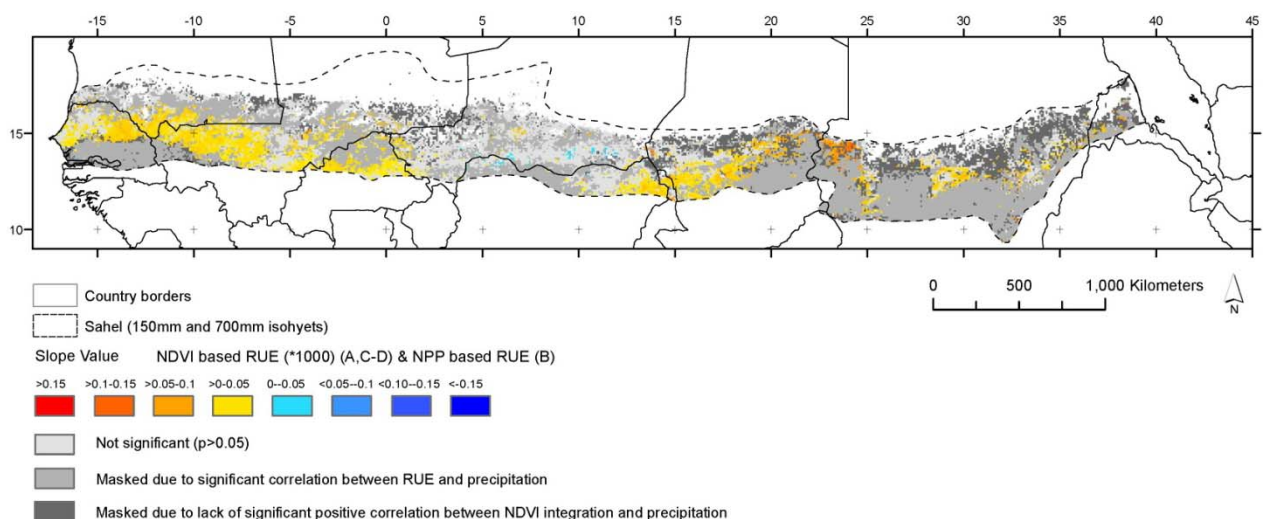 -15 -10 -5 0 5 10 15 20 25 30 35 40 45
15
10
0 500 1,000 Kilometers
N
Country borders
Sahel (150mm and 700mm isohyets)
Slope Value NDVI based RUE (*1000) (A,C-D) & NPP based RUE (B)
>0.15 >0.1-0.15 >0.05-0.1 >0-0.05 0--0.05 <0.05--0.1 <0.10--0.15 <-0.15
Not significant (p>0.05)
Masked due to significant correlation between RUE and precipitation
Masked due to lack of significant positive correlation between NDVI integration and precipitation